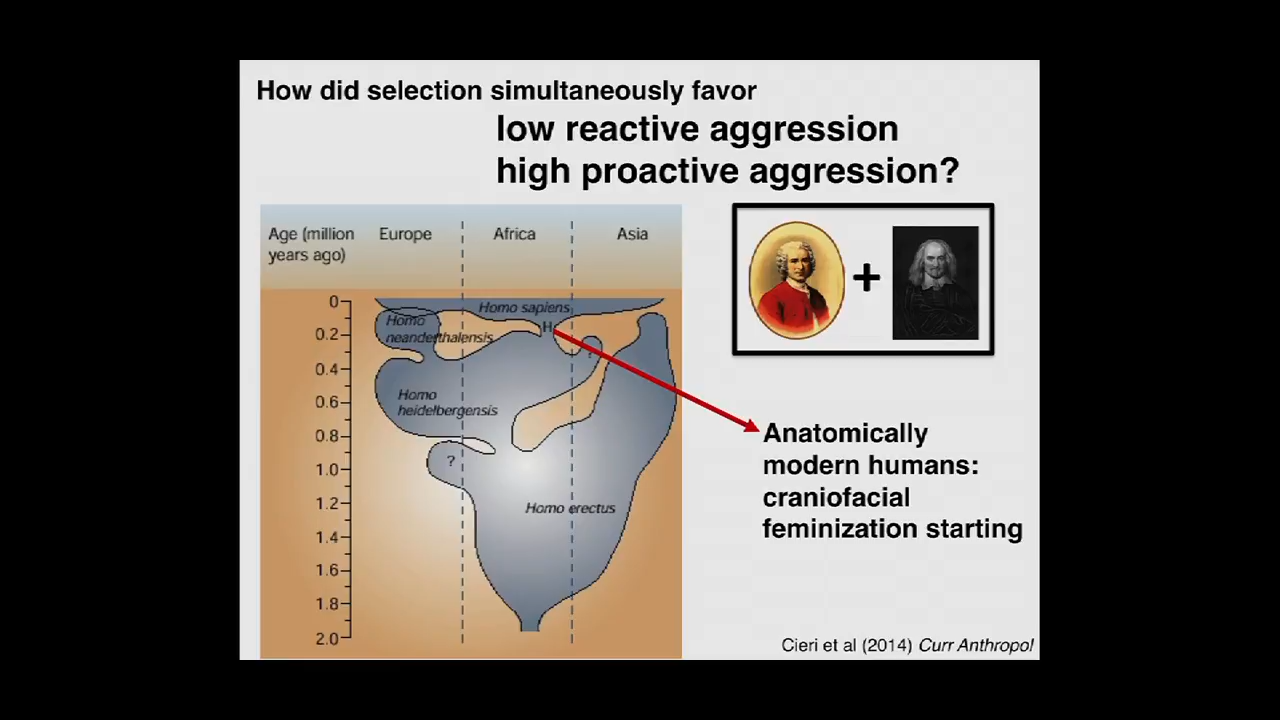 How did selection simultaneously favor
low reactive aggression
high proactive aggression?
Age (million
years ago)
Europe
Africa
Asia
0
0.2
0.4
0.6
0.8
1.0
1.2
1.4
1.6
1.8
2.0
Homo sapiens
Homo
neanderthalensis
H
?
Homo
heidelbergensis
?
Homo erectus
+
Anatomically
modern humans:
craniofacial
feminization starting
Cieri et al (2014) Curr Anthropol